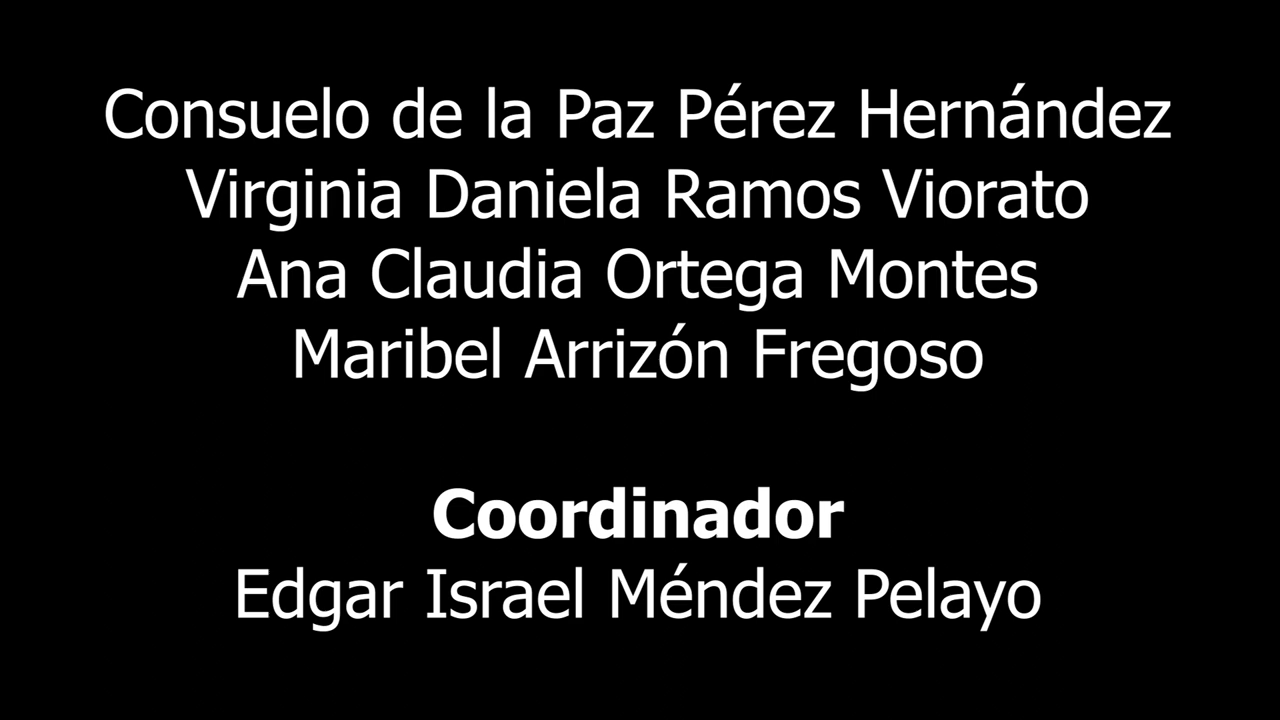 Consuelo de la Paz Pérez Hernández
Virginia Daniela Ramos Viorato
Ana Claudia Ortega Montes
Maribel Arrizón Fregoso
Coordinador
Edgar Israel Méndez Pelayo